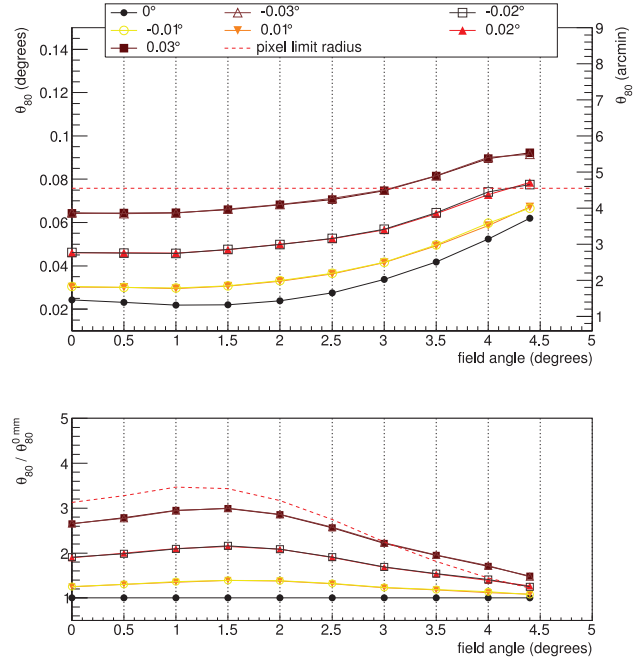 0° -0.03° -0.02°
-0.01° 0.01° 0.02°
0.03° pixel limit radius
θ80 (degrees)
0.14
0.12
0.1
0.08
0.06
0.04
0.02
θ80 (arcmin)
9
8
7
6
5
4
3
2
1
0 0.5 1 1.5 2 2.5 3 3.5 4 4.5 5
field angle (degrees)
θ80 / θ80 0 mm
5
4
3
2
1
0 0.5 1 1.5 2 2.5 3 3.5 4 4.5 5
field angle (degrees)